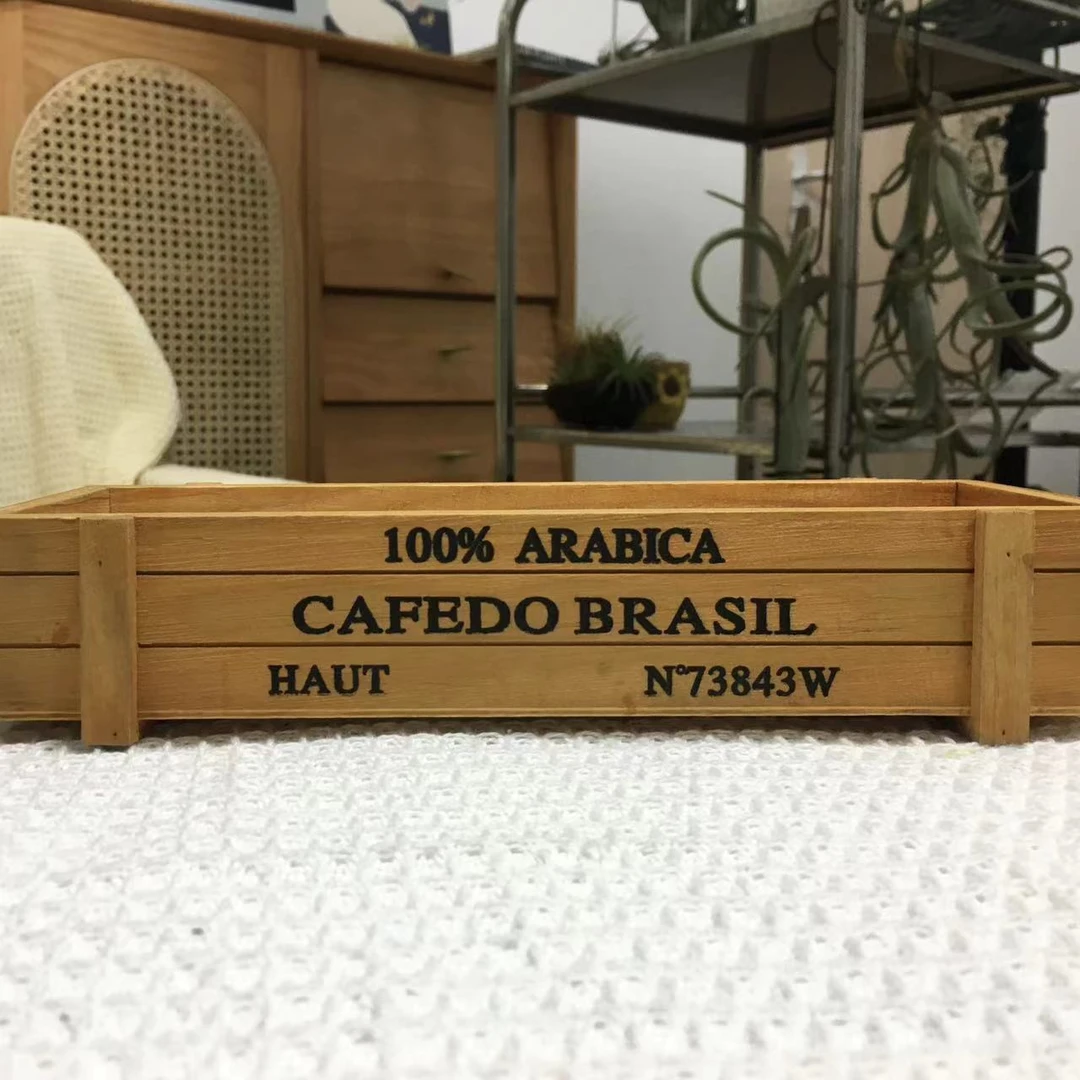 100% ARABICA
CAFEDO BRASIL
HAUT N°73843W